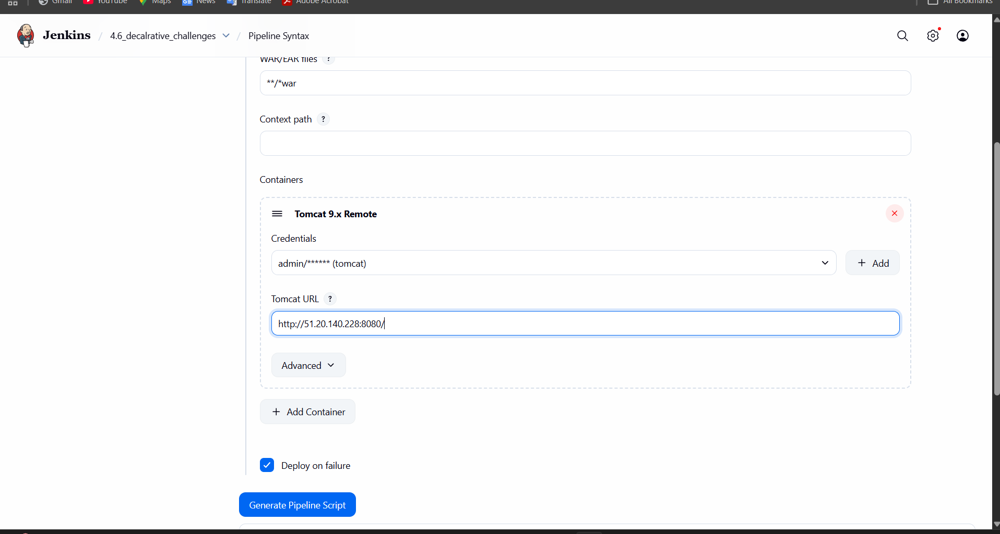 Gmail YouTube Maps News Translate Adobe Acrobat All Bookmarks
Jenkins / 4.6_decalrative_challenges / Pipeline Syntax
WAR/EAR files ?
**/*war
Context path ?
Containers
Tomcat 9.x Remote
Credentials
admin/****** (tomcat)
+ Add
Tomcat URL ?
http://51.20.140.228:8080/
Advanced
+ Add Container
Deploy on failure
Generate Pipeline Script